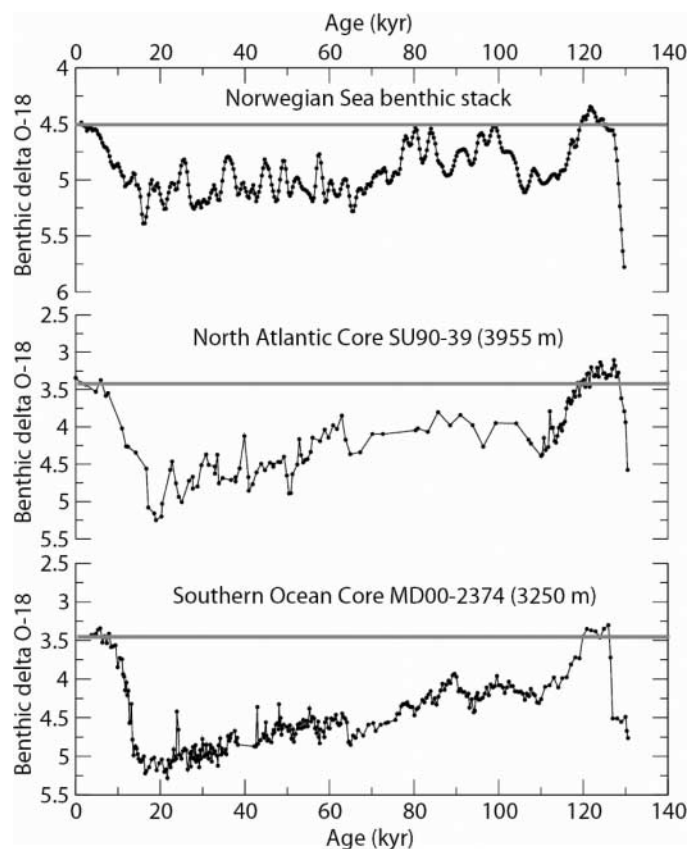 Age (kyr)
0 20 40 60 80 100 120 140
4
4.5
5
5.5
6
Benthic delta O-18
Norwegian Sea benthic stack
2.5
3
3.5
4
4.5
5
5.5
Benthic delta O-18
North Atlantic Core SU90-39 (3955 m)
2.5
3
3.5
4
4.5
5
5.5
Benthic delta O-18
Southern Ocean Core MD00-2374 (3250 m)
0 20 40 60 80 100 120 140
Age (kyr)